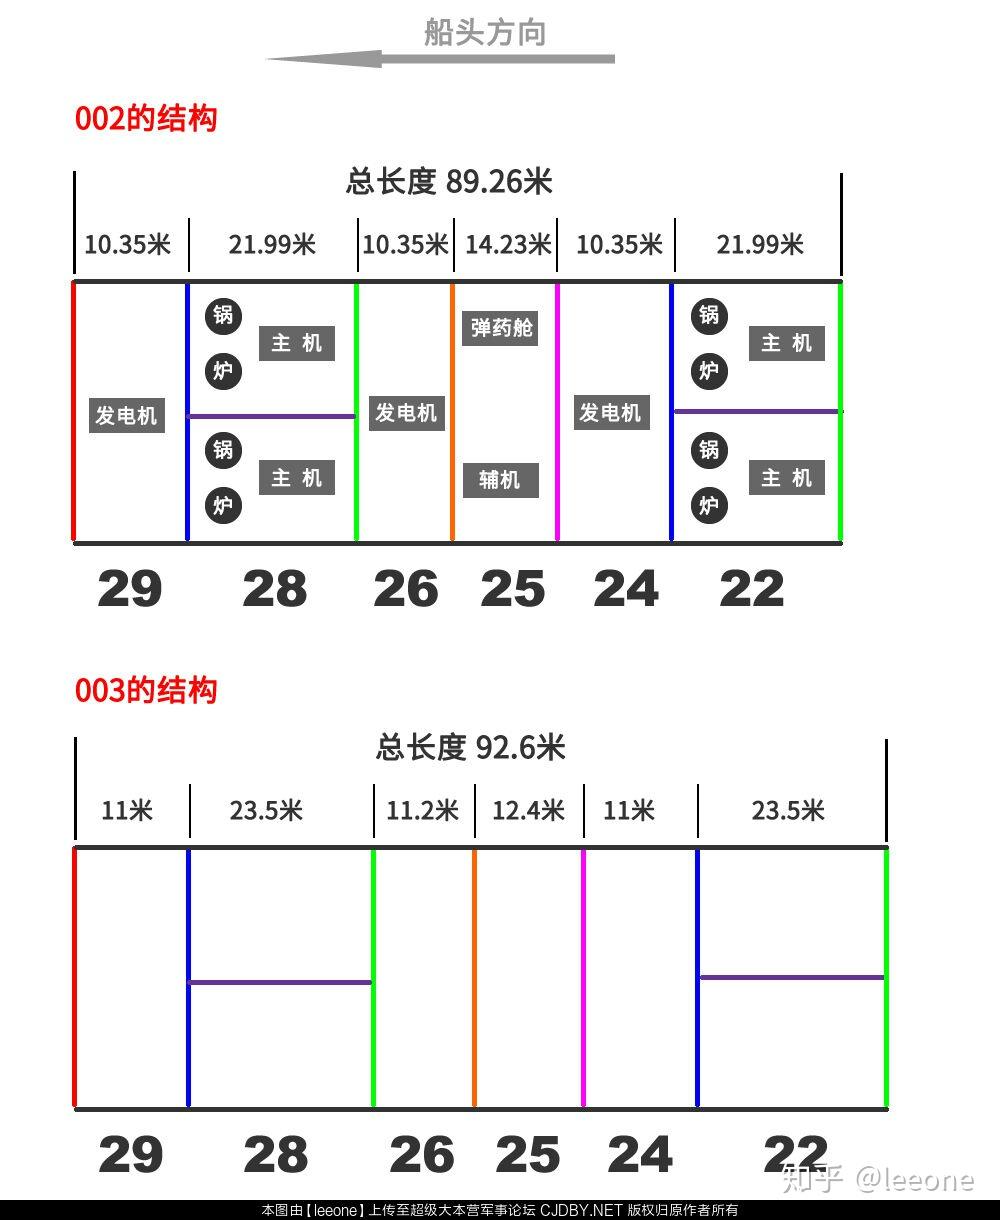 船头方向
002的结构
总长度 89.26米
10.35米 21.99米 10.35米 14.23米 10.35米 21.99米
锅 锅
弹药舱
主 机 主 机
炉 炉
发电机 发电机 发电机
锅 锅
主 机 辅机 主 机
炉 炉
29 28 26 25 24 22
003的结构
总长度 92.6米
11米 23.5米 11.2米 12.4米 11米 23.5米
29 28 26 25 24 22
知乎 @leeone
本图由【leeone】上传至超级大本营军事论坛 CJDBY.NET 版权归原作者所有